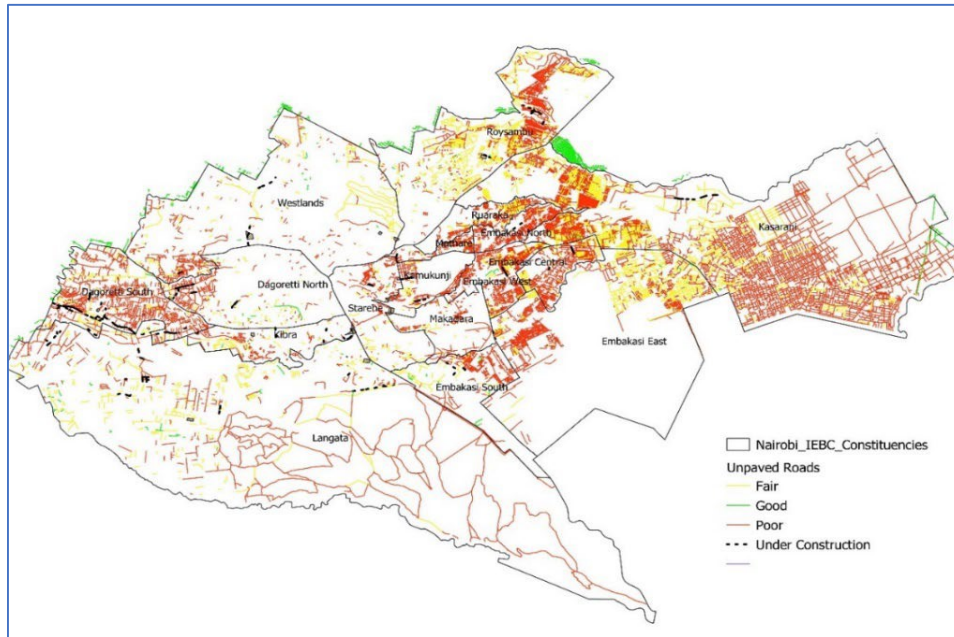 Roysambu
Westlands
Kasarani
Ruaraka
Embakasi North
Mathare
Embakasi Central
Kamukunji
Embakasi West
Dagoretti South
Dagoretti North
Starehe
Makadara
Kibra
Embakasi East
Embakasi South
Langata
Nairobi_IEBC_Constituencies
Unpaved Roads
Fair
Good
Poor
Under Construction